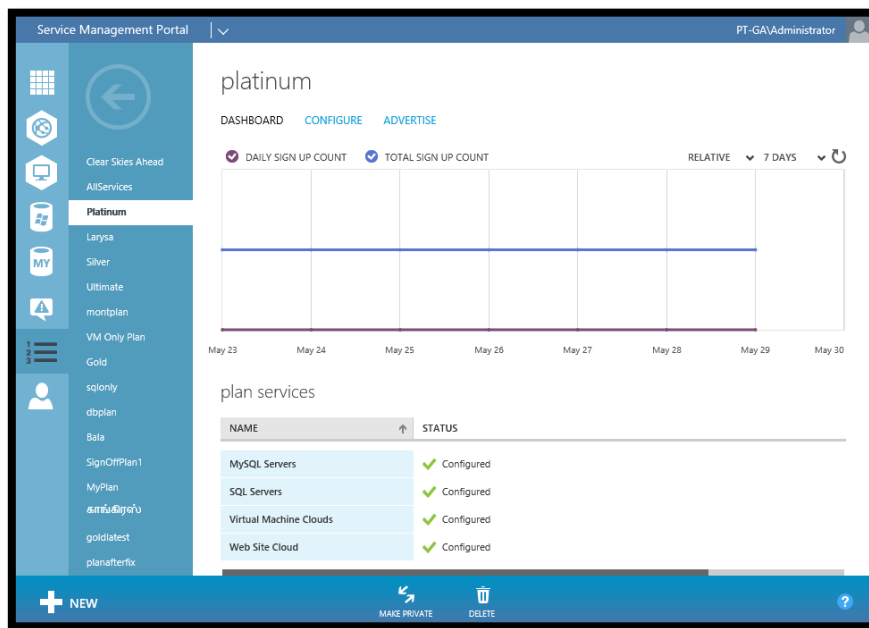 Service Management Portal
PT-GA\Administrator
Clear Skies Ahead
AllServices
Platinum
Larysa
Silver
Ultimate
montplan
VM Only Plan
Gold
sqlonly
dbplan
Bala
SignOffPlan1
MyPlan
காங்கிரஸ்
goldlatest
planafterfix
MY
1
2
3
platinum
DASHBOARD CONFIGURE ADVERTISE
DAILY SIGN UP COUNT TOTAL SIGN UP COUNT RELATIVE 7 DAYS
May 23 May 24 May 25 May 26 May 27 May 28 May 29 May 30
plan services
NAME STATUS
MySQL Servers Configured
SQL Servers Configured
Virtual Machine Clouds Configured
Web Site Cloud Configured
NEW
MAKE PRIVATE DELETE
?